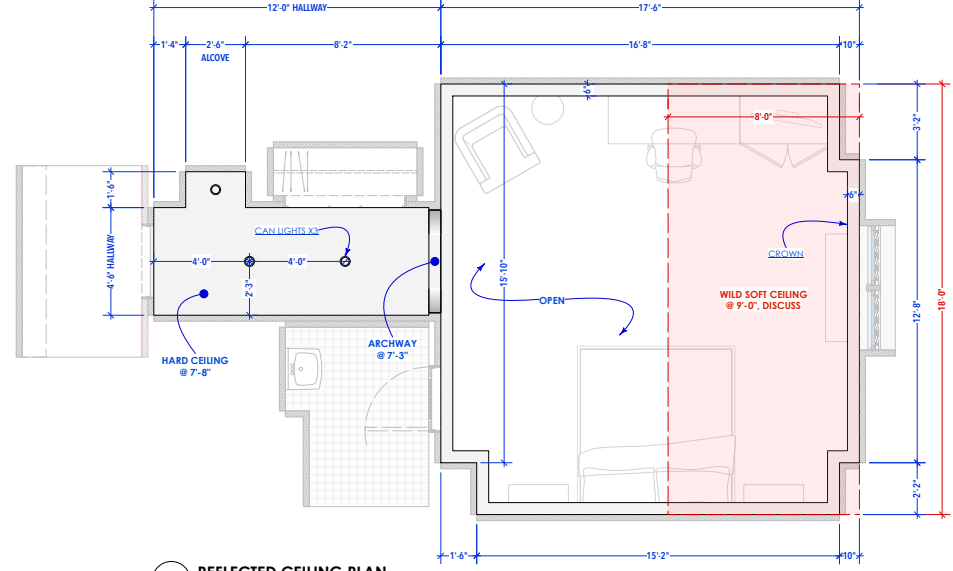 12'-0" HALLWAY
17'-6"
1'-4"
2'-6"
8'-2"
16'-8"
10"
ALCOVE
6"
8'-0"
3'-2"
1'-6"
6"
CAN LIGHTS X3
4'-6" HALLWAY
4'-0"
4'-0"
CROWN
15'-10"
2'-3"
OPEN
WILD SOFT CEILING
@ 9'-0", DISCUSS
12'-8"
18'-0"
ARCHWAY
@ 7'-3"
HARD CEILING
@ 7'-8"
2'-2"
1'-6"
15'-2"
10"
REFLECTED CEILING PLAN